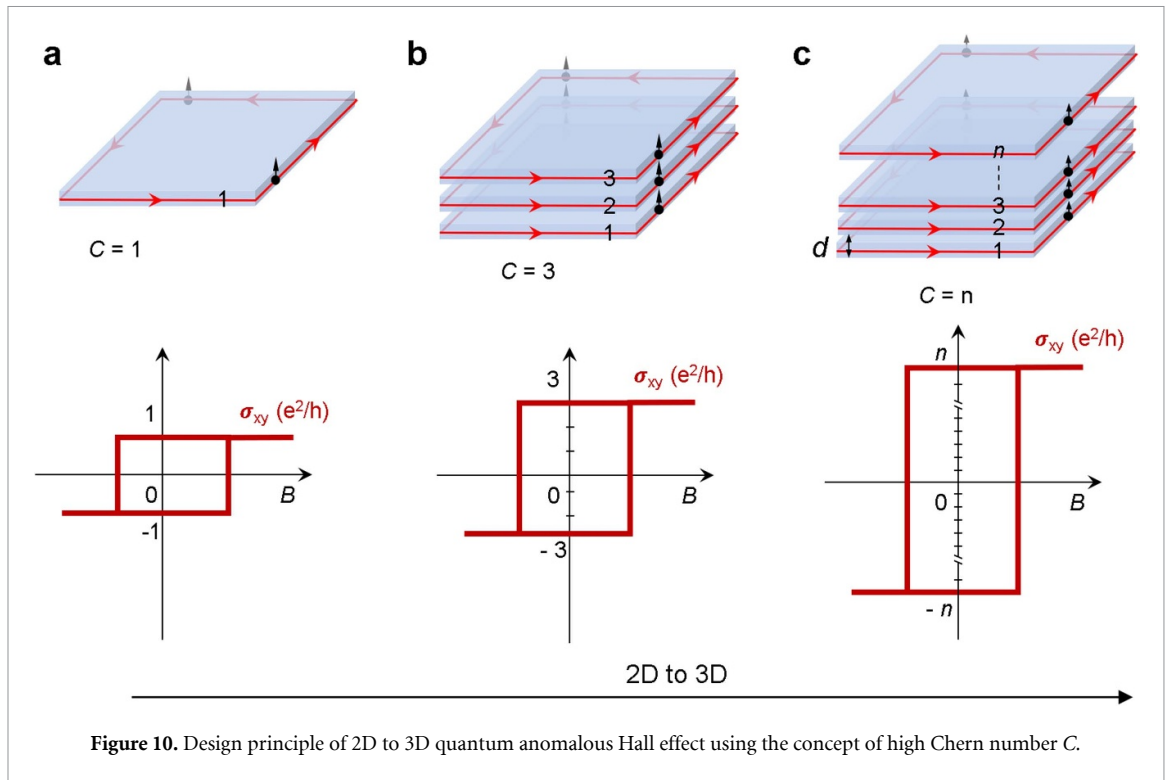 a
b
c
1
3
2
1
n
3
2
1
d
C = 1
C = 3
C = n
1
σxy (e²/h)
0
B
-1
3
σxy (e²/h)
0
B
- 3
n
σxy (e²/h)
0
B
- n
2D to 3D
Figure 10. Design principle of 2D to 3D quantum anomalous Hall effect using the concept of high Chern number C.